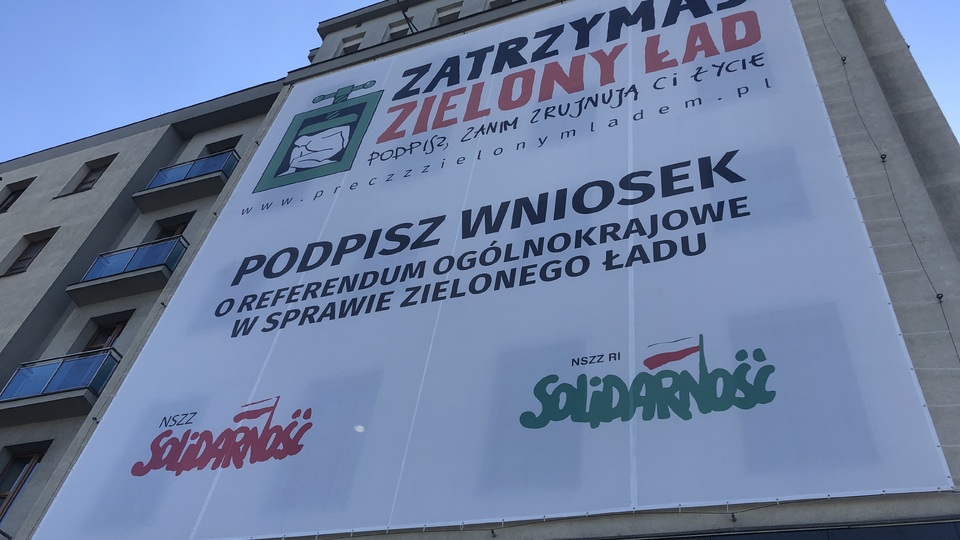 ZATRZYMAJ
ZIELONY ŁAD
PODPISZ, ZANIM ZRUJNUJĄ CI ŻYCIE
www.preczzzielonymladem.pl
PODPISZ WNIOSEK
O REFERENDUM OGÓLNOKRAJOWE
W SPRAWIE ZIELONEGO ŁADU
NSZZ
SOLIDARNOŚĆ
NSZZ RI
SOLIDARNOŚĆ